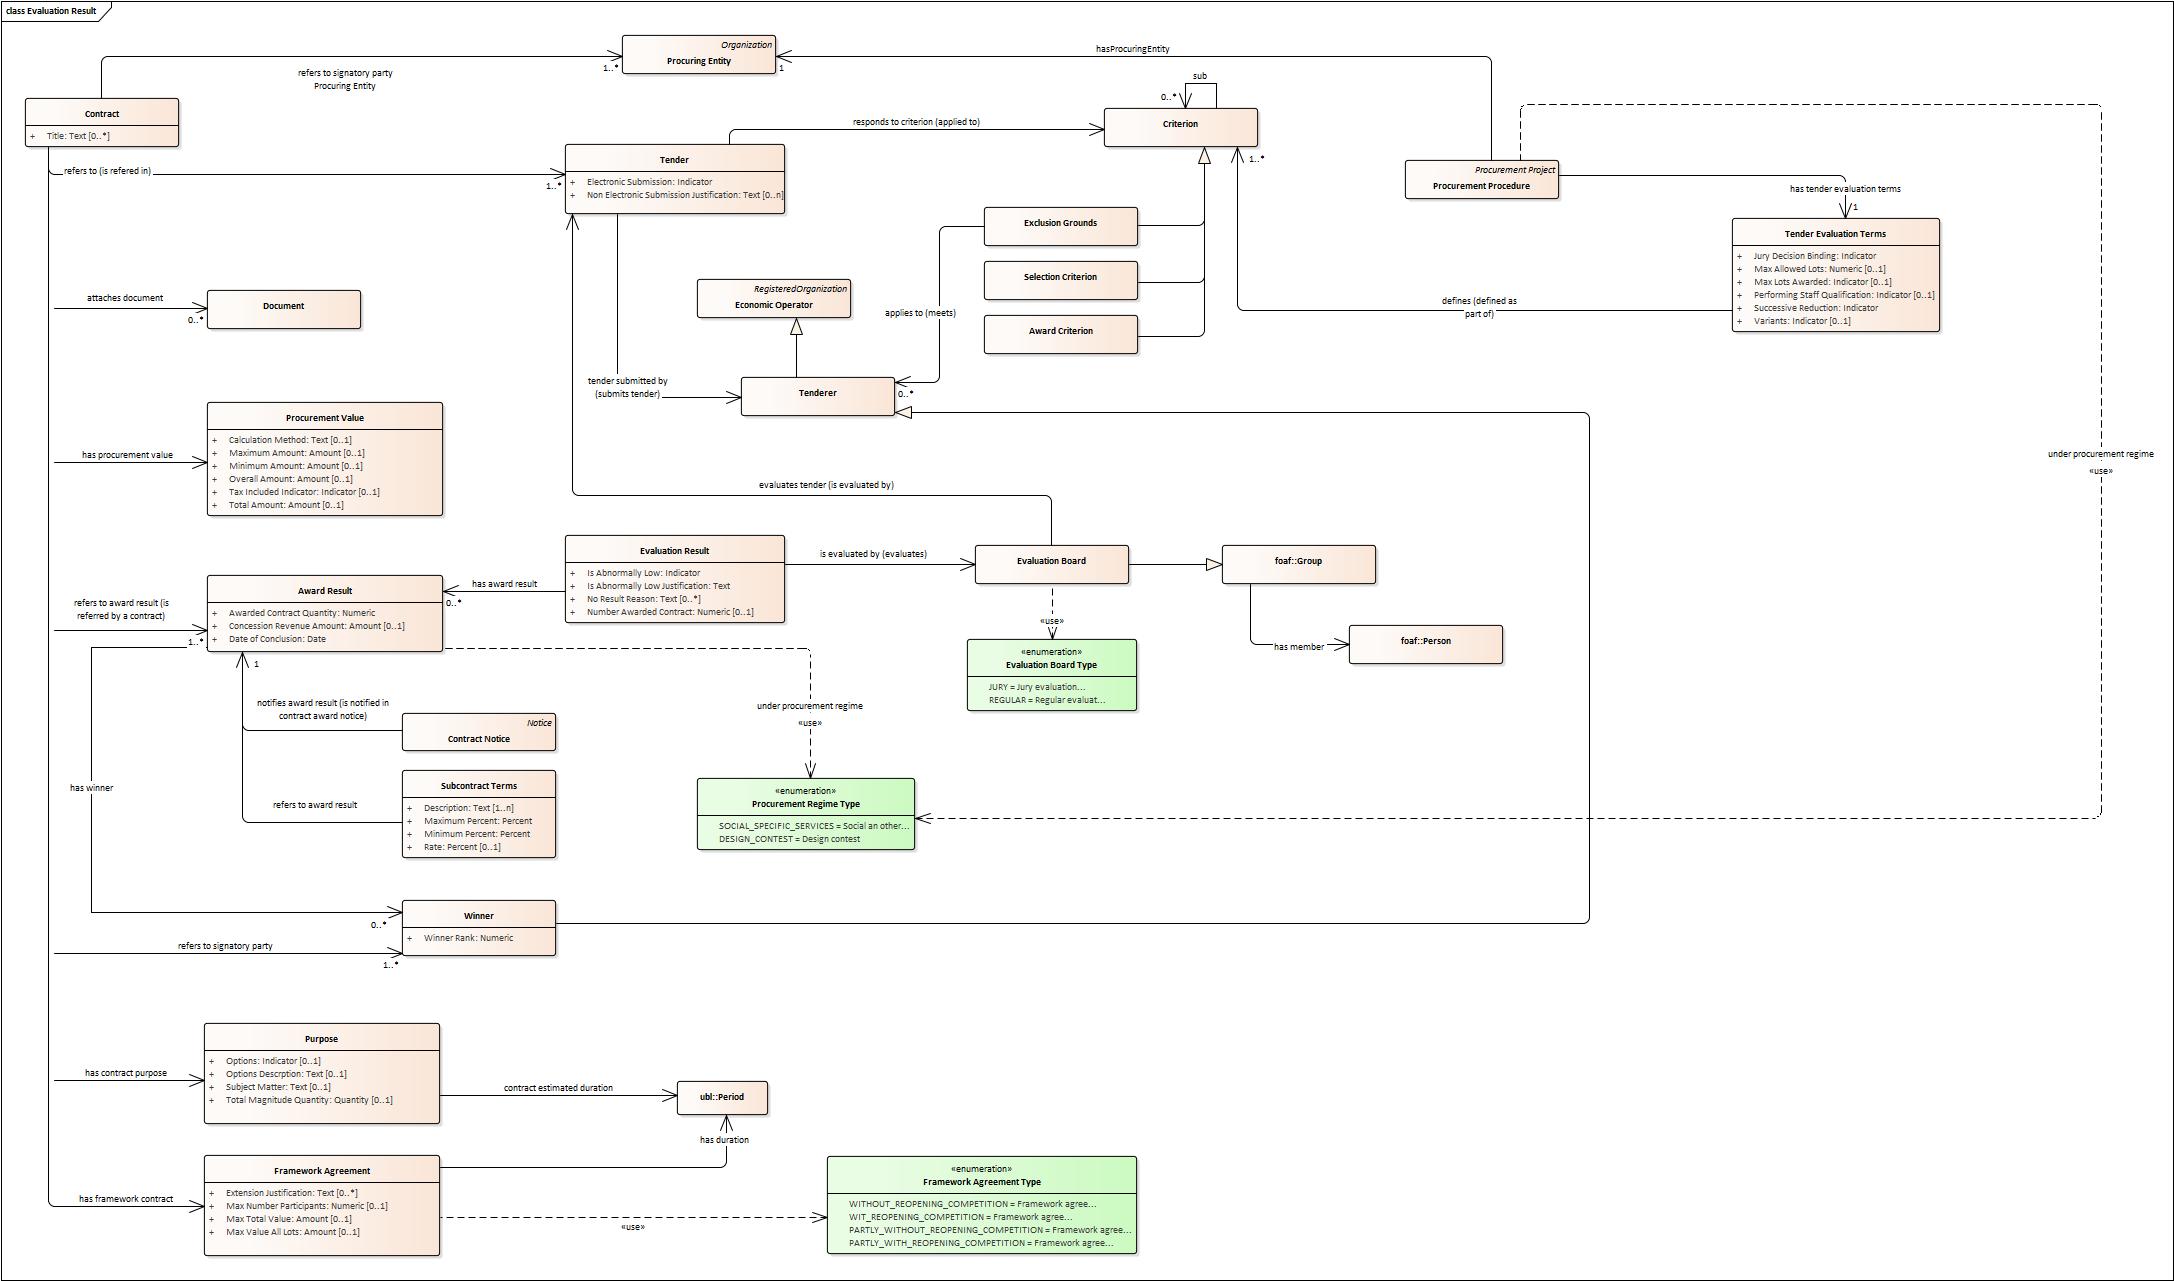 class Evaluation Result
Organization
Procuring Entity
1..*
1
hasProcuringEntity
refers to signatory party
Procuring Entity
Contract
+ Title: Text [0..*]
sub
0..*
Criterion
1..*
responds to criterion (applied to)
Tender
+ Electronic Submission: Indicator
+ Non Electronic Submission Justification: Text [0..n]
refers to (is refered in)
1..*
Procurement Project
Procurement Procedure
has tender evaluation terms
1
Tender Evaluation Terms
+ Jury Decision Binding: Indicator
+ Max Allowed Lots: Numeric [0..1]
+ Max Lots Awarded: Indicator [0..1]
+ Performing Staff Qualification: Indicator [0..1]
+ Successive Reduction: Indicator
+ Variants: Indicator [0..1]
defines (defined as
part of)
Exclusion Grounds
Selection Criterion
Award Criterion
applies to (meets)
RegisteredOrganization
Economic Operator
attaches document
0..*
Document
tender submitted by
(submits tender)
Tenderer
0..*
Procurement Value
+ Calculation Method: Text [0..1]
+ Maximum Amount: Amount [0..1]
+ Minimum Amount: Amount [0..1]
+ Overall Amount: Amount [0..1]
+ Tax Included Indicator: Indicator [0..1]
+ Total Amount: Amount [0..1]
has procurement value
under procurement regime
«use»
evaluates tender (is evaluated by)
Evaluation Result
+ Is Abnormally Low: Indicator
+ Is Abnormally Low Justification: Text
+ No Result Reason: Text [0..*]
+ Number Awarded Contract: Numeric [0..1]
is evaluated by (evaluates)
Evaluation Board
foaf::Group
has award result
0..*
Award Result
+ Awarded Contract Quantity: Numeric
+ Concession Revenue Amount: Amount [0..1]
+ Date of Conclusion: Date
refers to award result (is
referred by a contract)
1..*
1
«use»
«enumeration»
Evaluation Board Type
JURY = Jury evaluation...
REGULAR = Regular evaluat...
has member
foaf::Person
notifies award result (is notified in
contract award notice)
Notice
Contract Notice
under procurement regime
«use»
Subcontract Terms
+ Description: Text [1..n]
+ Maximum Percent: Percent
+ Minimum Percent: Percent
+ Rate: Percent [0..1]
refers to award result
has winner
«enumeration»
Procurement Regime Type
SOCIAL_SPECIFIC_SERVICES = Social an other...
DESIGN_CONTEST = Design contest
Winner
+ Winner Rank: Numeric
0..*
refers to signatory party
1..*
Purpose
+ Options: Indicator [0..1]
+ Options Descrption: Text [0..1]
+ Subject Matter: Text [0..1]
+ Total Magnitude Quantity: Quantity [0..1]
has contract purpose
contract estimated duration
ubl::Period
has duration
Framework Agreement
+ Extension Justification: Text [0..*]
+ Max Number Participants: Numeric [0..1]
+ Max Total Value: Amount [0..1]
+ Max Value All Lots: Amount [0..1]
has framework contract
«use»
«enumeration»
Framework Agreement Type
WITHOUT_REOPENING_COMPETITION = Framework agree...
WIT_REOPENING_COMPETITION = Framework agree...
PARTLY_WITHOUT_REOPENING_COMPETITION = Framework agree...
PARTLY_WITH_REOPENING_COMPETITION = Framework agree...